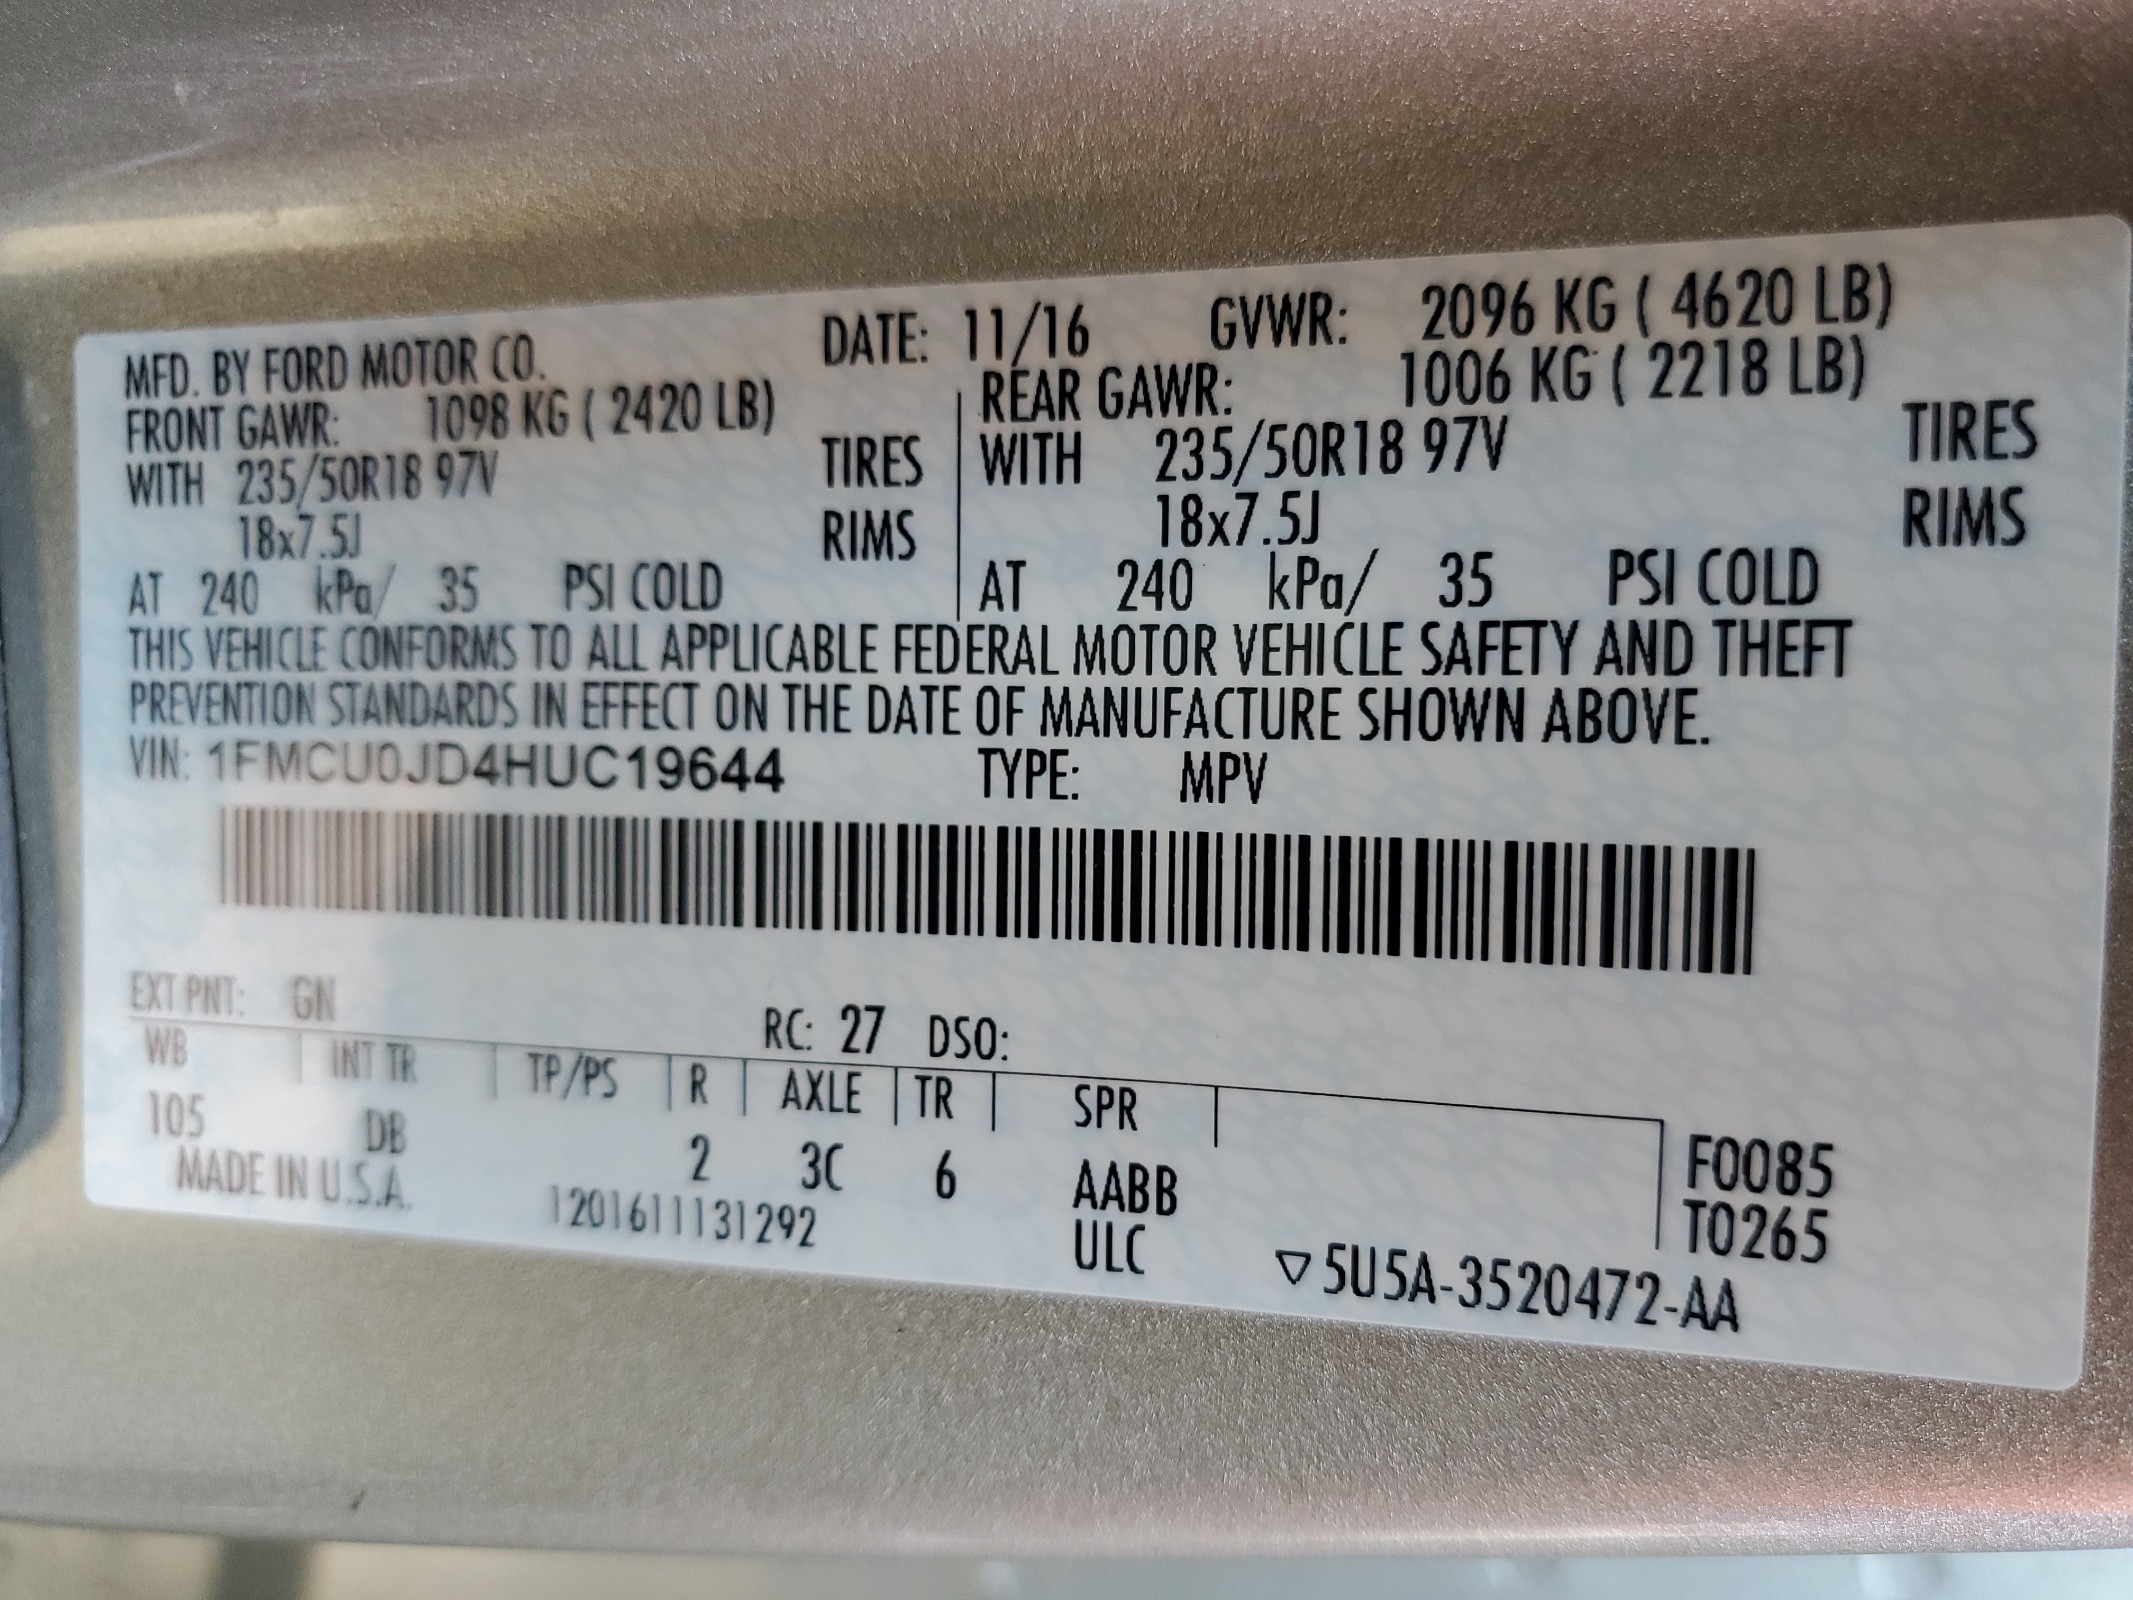 MFD. BY FORD MOTOR CO. DATE: 11/16 GVWR: 2096 KG ( 4620 LB)
FRONT GAWR: 1098 KG ( 2420 LB) REAR GAWR: 1006 KG ( 2218 LB)
WITH 235/50R18 97V TIRES WITH 235/50R18 97V TIRES
18x7.5J RIMS 18x7.5J RIMS
AT 240 kPa/ 35 PSI COLD AT 240 kPa/ 35 PSI COLD
THIS VEHICLE CONFORMS TO ALL APPLICABLE FEDERAL MOTOR VEHICLE SAFETY AND THEFT
PREVENTION STANDARDS IN EFFECT ON THE DATE OF MANUFACTURE SHOWN ABOVE.
VIN: 1FMCU0JD4HUC19644 TYPE: MPV
EXT PNT: GN RC: 27 DSO:
WB INT TR TP/PS R AXLE TR SPR
105 DB 2 3C 6 AABB F0085
MADE IN U.S.A. 1201611131292 ULC T0265
▽5U5A-3520472-AA